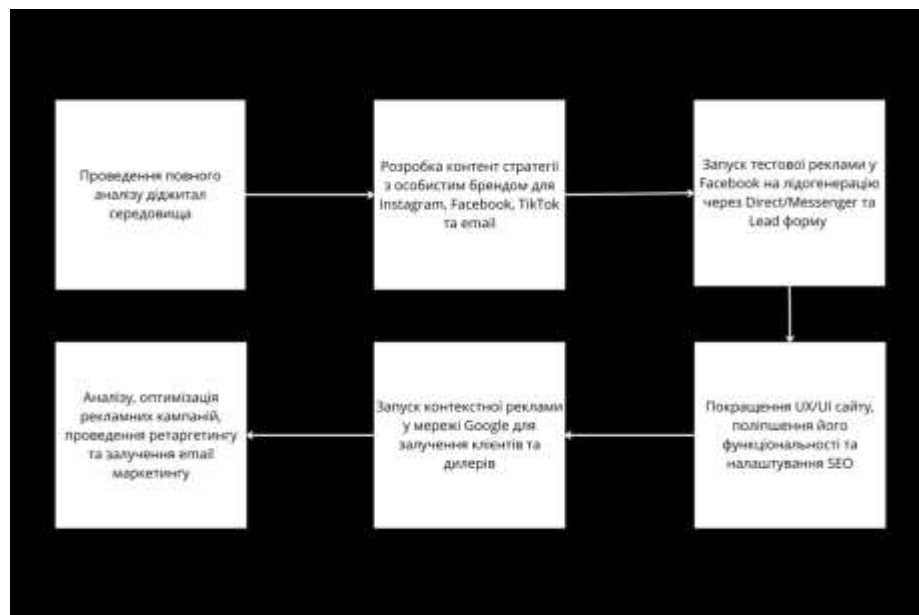 Проведення повного
аналізу діджитал
середовища
Розробка контент стратегії
з особистим брендом для
Instagram, Facebook, TikTok
та email
Запуск тестової реклами у
Facebook на лідогенерацію
через Direct/Messenger та
Lead форму
Покращення UX/UI сайту,
поліпшення його
функціональності та
налаштування SEO
Запуск контекстної реклами
у мережі Google для
залучення клієнтів та
дилерів
Аналізу, оптимізація
рекламних кампаній,
проведення ретаргетингу
та залучення email
маркетингу